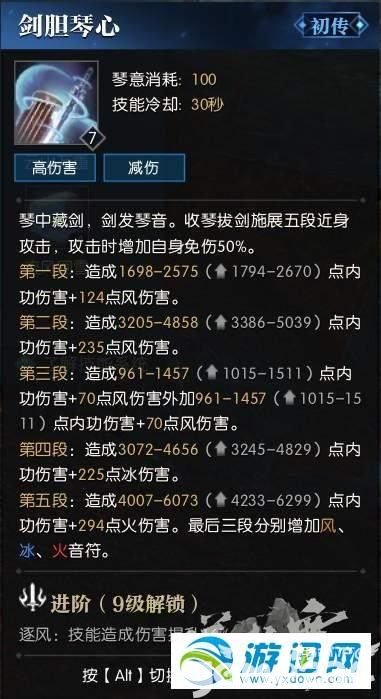 剑胆琴心
初传
琴意消耗：100
技能冷却：30秒
7
高伤害 减伤
琴中藏剑，剑发琴音。收琴拔剑施展五段近身
攻击，攻击时增加自身免伤50%。
第一段：造成1698-2575（1794-2670）点内
功伤害+124点风伤害。
第二段：造成3205-4858（3386-5039）点内
功伤害+235点风伤害。
第三段：造成961-1457（1015-1511）点内
功伤害+70点风伤害外加961-1457（1015-15
11）点内功伤害+70点风伤害。
第四段：造成3072-4656（3245-4829）点内
功伤害+225点冰伤害。
第五段：造成4007-6073（4233-6299）点内
功伤害+294点火伤害。最后三段分别增加风、
冰、火音符。
进阶（9级解锁）
逐风：技能造成伤害提升
按【Alt】切换
游讯网
www.yxdown.com